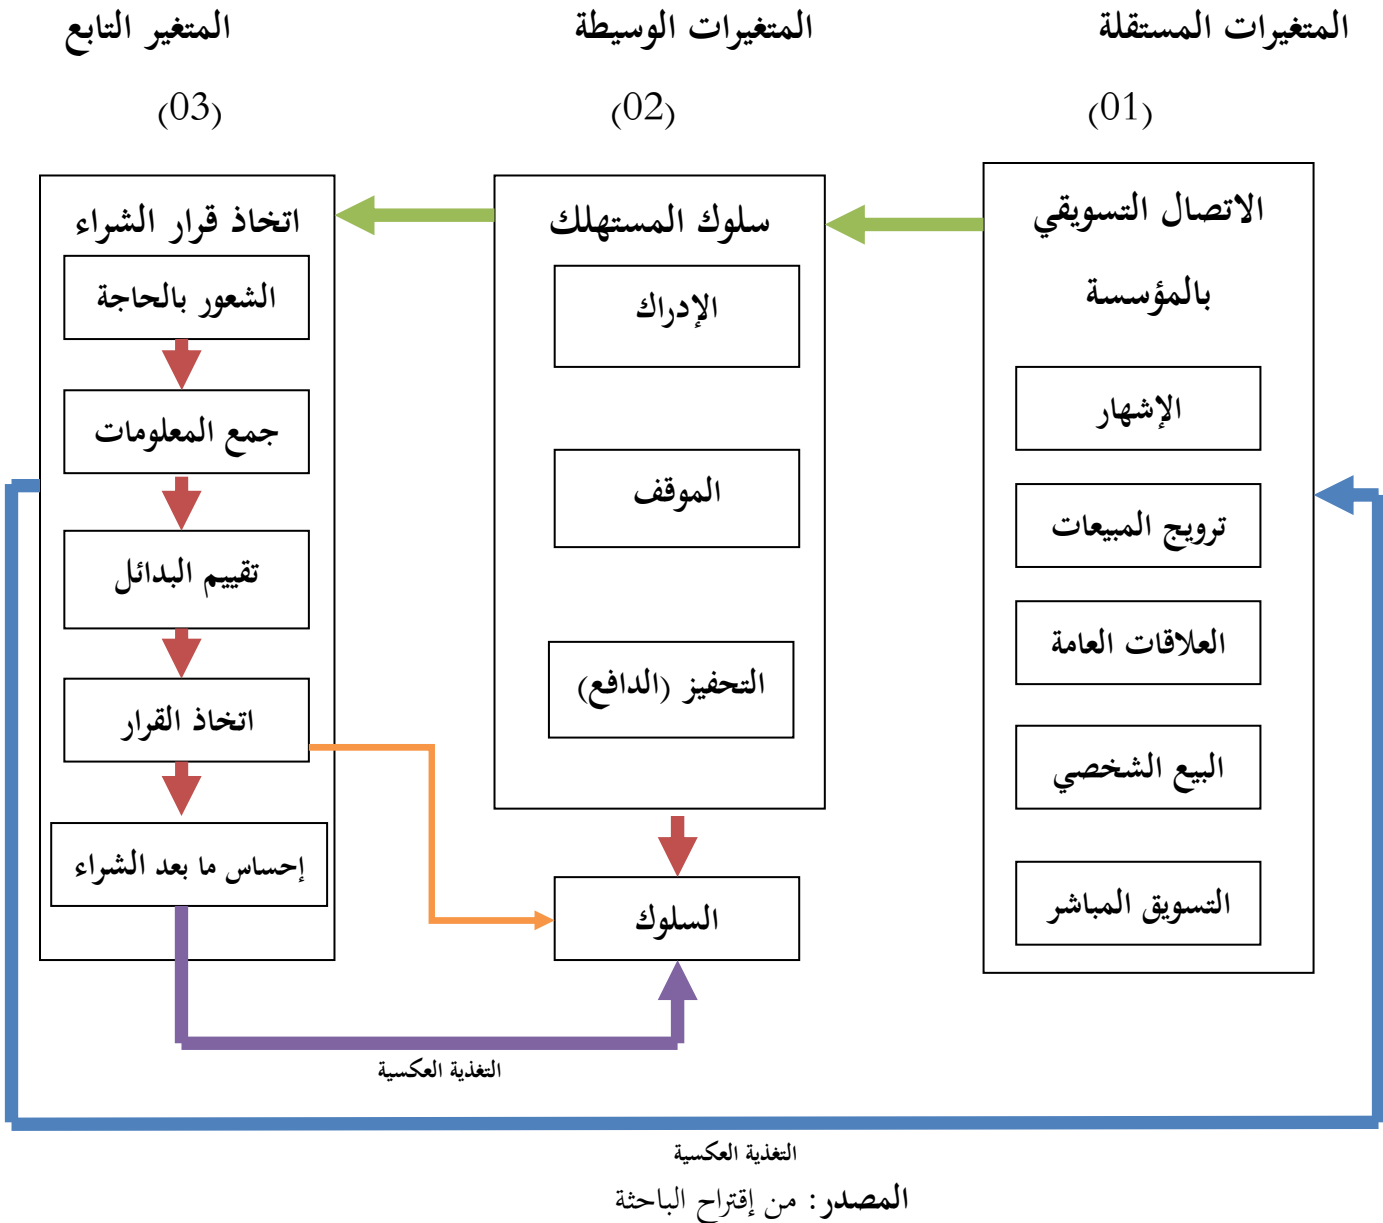 المتغيرات المستقلة
المتغيرات الوسيطة
المتغير التابع
(01)
(02)
(03)
الاتصال التسويقي
بالمؤسسة
الإشهار
ترويج المبيعات
العلاقات العامة
البيع الشخصي
التسويق المباشر
سلوك المستهلك
الإدراك
الموقف
التحفيز (الدافع)
السلوك
اتخاذ قرار الشراء
الشعور بالحاجة
جمع المعلومات
تقييم البدائل
اتخاذ القرار
إحساس ما بعد الشراء
التغذية العكسية
التغذية العكسية
المصدر: من إقتراح الباحثة